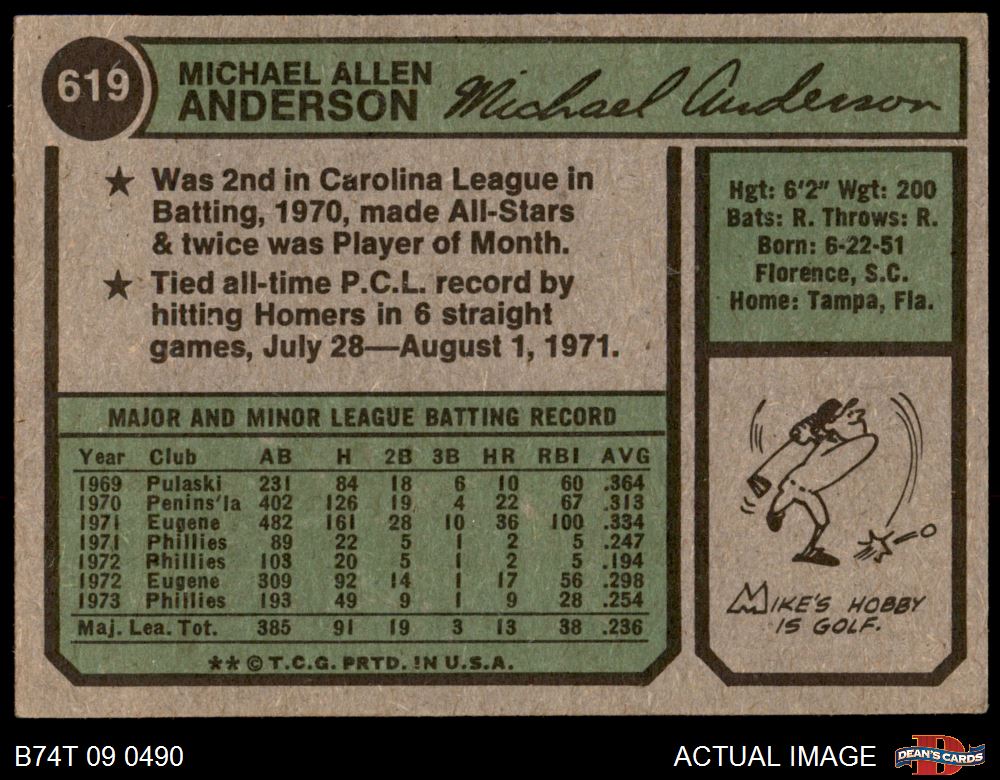 619
MICHAEL ALLEN
ANDERSON
Michael Anderson
★ Was 2nd in Carolina League in
Batting, 1970, made All-Stars
& twice was Player of Month.
★ Tied all-time P.C.L. record by
hitting Homers in 6 straight
games, July 28—August 1, 1971.
Hgt: 6'2" Wgt: 200
Bats: R. Throws: R.
Born: 6-22-51
Florence, S.C.
Home: Tampa, Fla.
MAJOR AND MINOR LEAGUE BATTING RECORD
Year Club AB H 2B 3B HR RBI AVG
1969 Pulaski 231 84 18 6 10 60 .364
1970 Penins'la 402 126 19 4 22 67 .313
1971 Eugene 482 161 28 10 36 100 .334
1971 Phillies 89 22 5 1 2 5 .247
1972 Phillies 103 20 5 1 2 5 .194
1972 Eugene 309 92 14 1 17 56 .298
1973 Phillies 193 49 9 1 9 28 .254
Maj. Lea. Tot. 385 91 19 3 13 38 .236
** © T.C.G. PRTD. IN U.S.A.
MIKE'S HOBBY
IS GOLF.
B74T 09 0490
ACTUAL IMAGE
DEAN'S CARDS